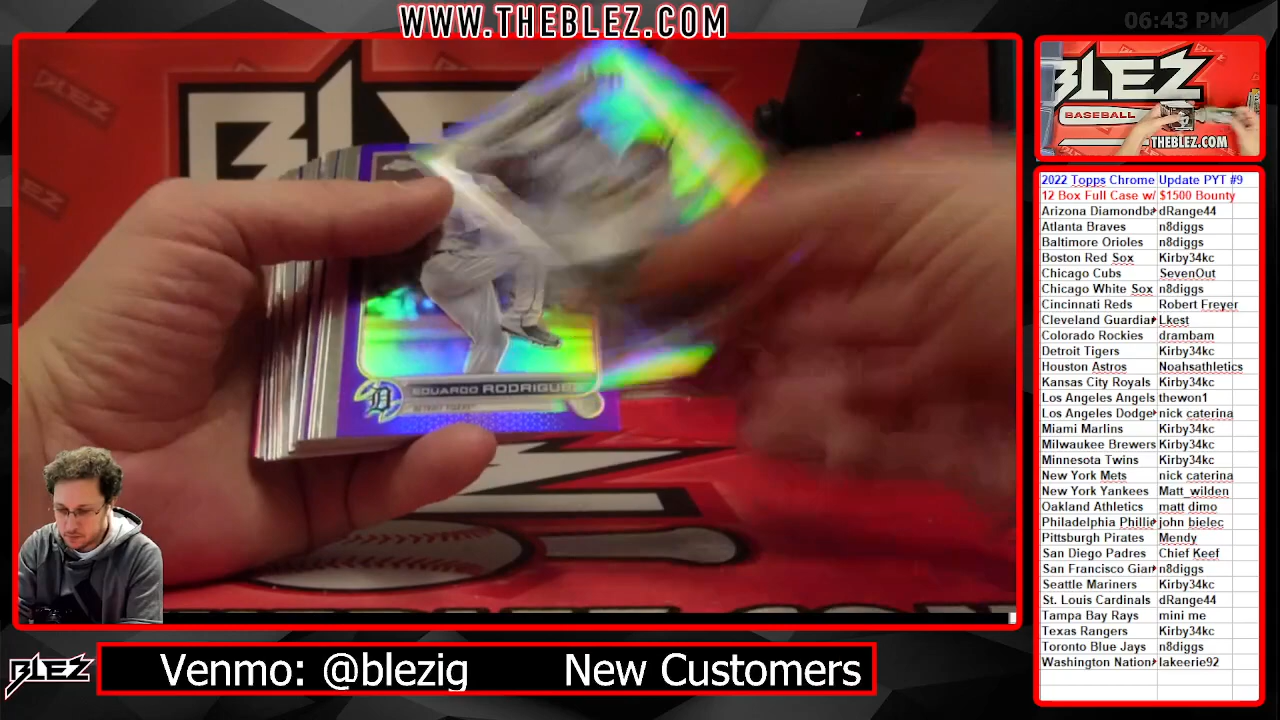 WWW.THEBLEZ.COM
06:43 PM
BLEZ
BASEBALL
THEBLEZ.COM
EDUARDO RODRIGUE
DETROIT TIGERS
2022 Topps Chrome Update PYT #9
12 Box Full Case w/ $1500 Bounty
Arizona Diamondba dRange44
Atlanta Braves n8diggs
Baltimore Orioles n8diggs
Boston Red Sox Kirby34kc
Chicago Cubs SevenOut
Chicago White Sox n8diggs
Cincinnati Reds Robert Freyer
Cleveland Guardia Lkest
Colorado Rockies drambam
Detroit Tigers Kirby34kc
Houston Astros Noahsathletics
Kansas City Royals Kirby34kc
Los Angeles Angels thewon1
Los Angeles Dodge nick caterina
Miami Marlins Kirby34kc
Milwaukee Brewers Kirby34kc
Minnesota Twins Kirby34kc
New York Mets nick caterina
New York Yankees Matt_wilden
Oakland Athletics matt dimo
Philadelphia Phillie john bielec
Pittsburgh Pirates Mendy
San Diego Padres Chief Keef
San Francisco Gian n8diggs
Seattle Mariners Kirby34kc
St. Louis Cardinals dRange44
Tampa Bay Rays mini me
Texas Rangers Kirby34kc
Toronto Blue Jays n8diggs
Washington Nation lakeerie92
BLEZ
Venmo: @blezig New Customers